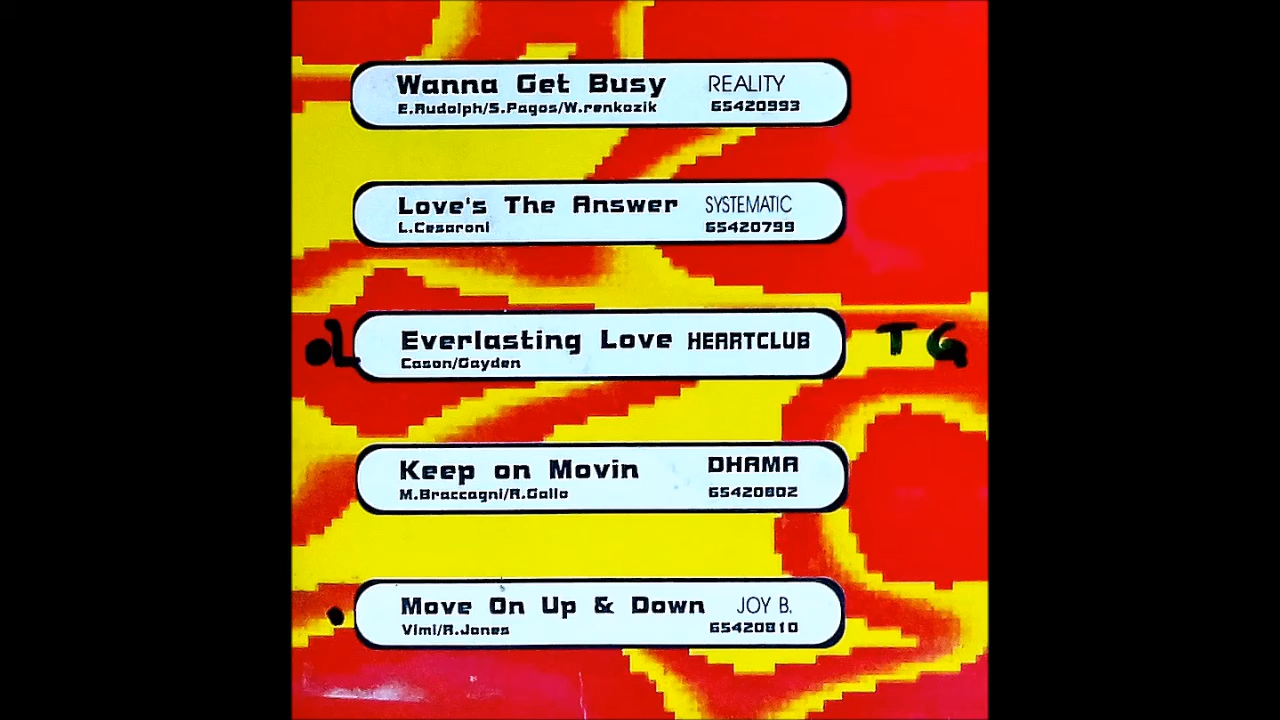 Wanna Get Busy REALITY
E.Rudolph/S.Pagos/W.renkozik 65420993
Love's The Answer SYSTEMATIC
L.Cesaroni 65420799
oL Everlasting Love HEARTCLUB T G
Cason/Gayden
Keep on Movin DHAMA
M.Braccagni/R.Gallo 65420802
Move On Up & Down JOY B.
Vimi/R.Jones 65420810